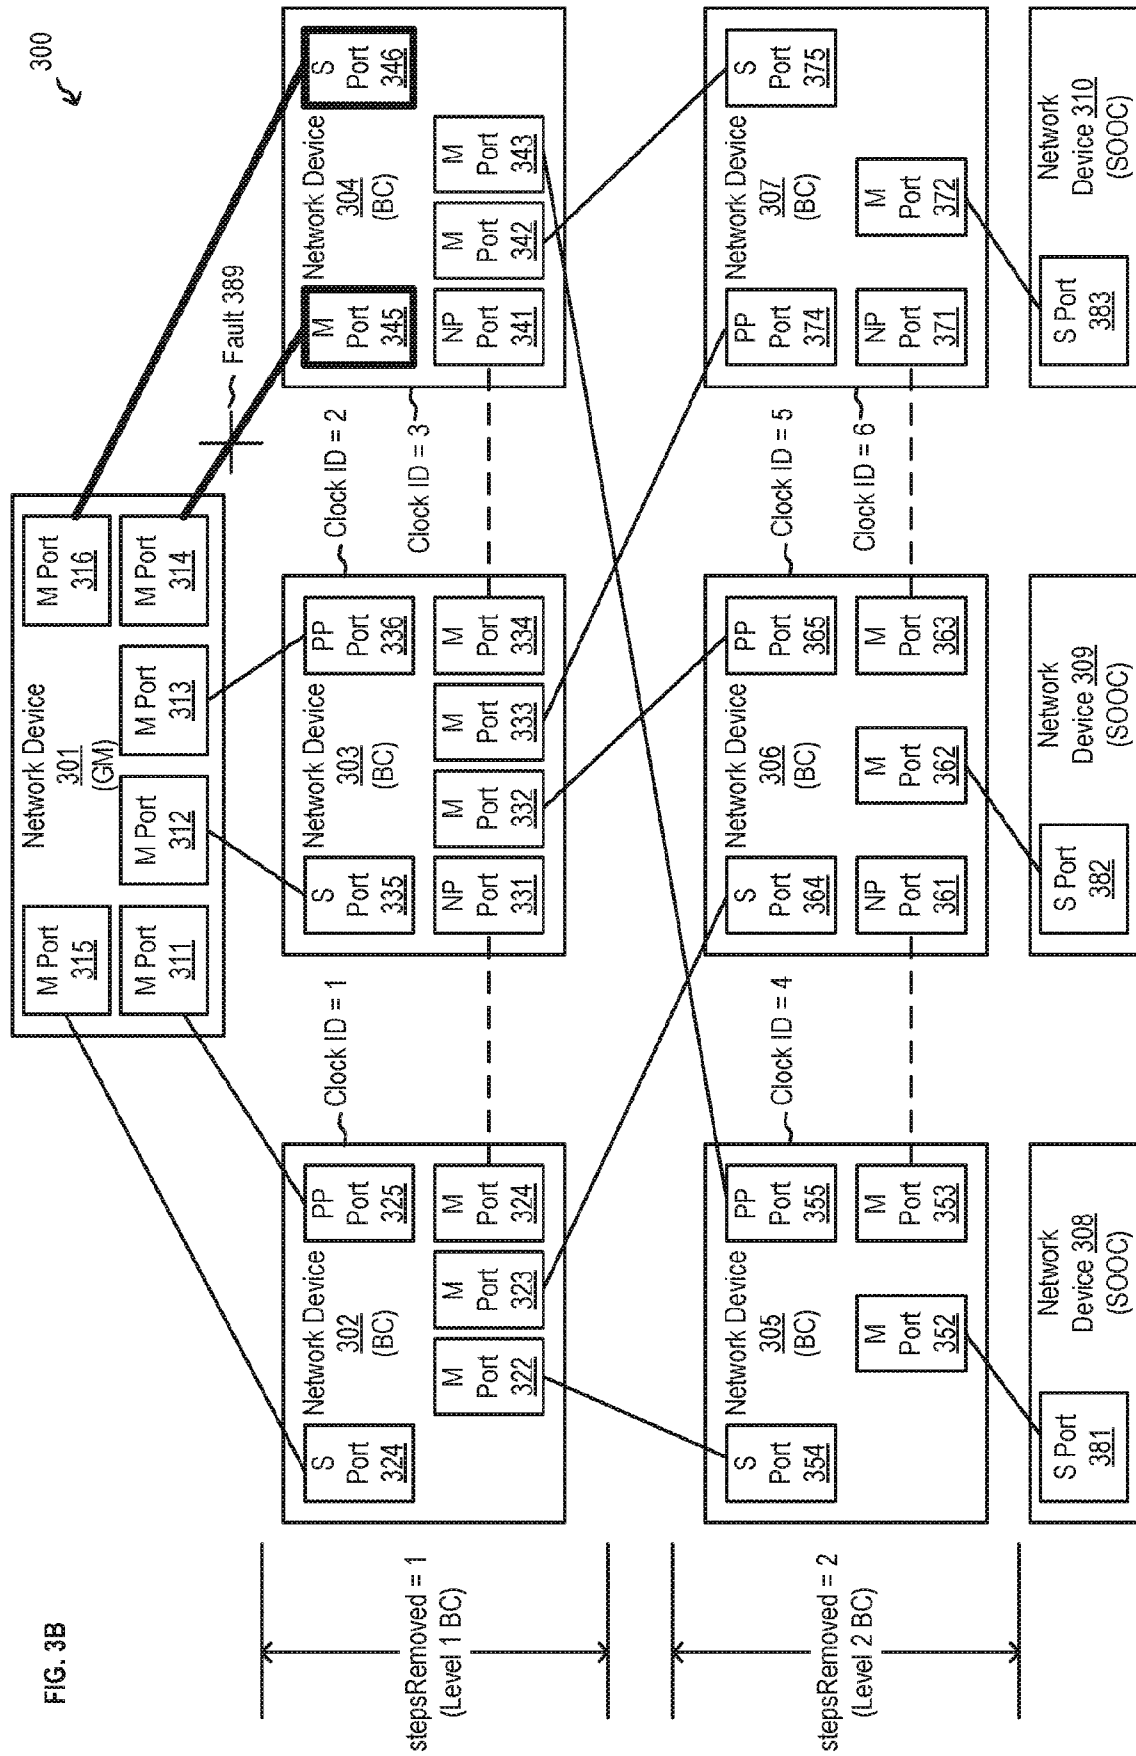 FIG. 3B
300
Network Device
301
(GM)
M Port
315
M Port
311
M Port
312
M Port
313
M Port
316
M Port
314
Fault 389
stepsRemoved = 1
(Level 1 BC)
Clock ID = 1
Network Device
302
(BC)
S
Port
324
PP
Port
325
M
Port
322
M
Port
323
M
Port
324
Clock ID = 2
Network Device
303
(BC)
S
Port
335
PP
Port
336
NP
Port
331
M
Port
332
M
Port
333
M
Port
334
Clock ID = 3
Network Device
304
(BC)
M
Port
345
S
Port
346
NP
Port
341
M
Port
342
M
Port
343
stepsRemoved = 2
(Level 2 BC)
Clock ID = 4
Network Device
305
(BC)
S
Port
354
PP
Port
355
M
Port
352
M
Port
353
Clock ID = 5
Network Device
306
(BC)
S
Port
364
PP
Port
365
NP
Port
361
M
Port
362
M
Port
363
Clock ID = 6
Network Device
307
(BC)
PP
Port
374
S
Port
375
NP
Port
371
M
Port
372
S Port
381
Network
Device 308
(SOOC)
S Port
382
Network
Device 309
(SOOC)
S Port
383
Network
Device 310
(SOOC)